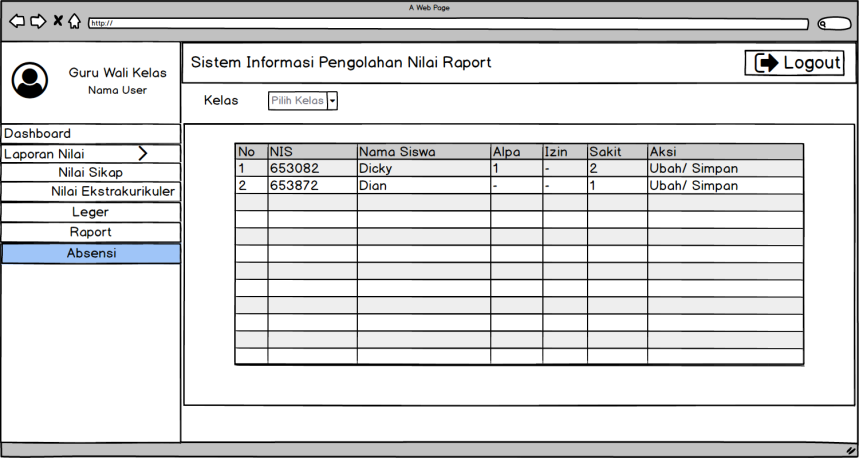 A Web Page
http://
Guru Wali Kelas
Nama User
Sistem Informasi Pengolahan Nilai Raport
Logout
Kelas
Pilih Kelas
Dashboard
Laporan Nilai
Nilai Sikap
Nilai Ekstrakurikuler
Leger
Raport
Absensi
No NIS Nama Siswa Alpa Izin Sakit Aksi
1 653082 Dicky 1 - 2 Ubah/ Simpan
2 653872 Dian - - 1 Ubah/ Simpan